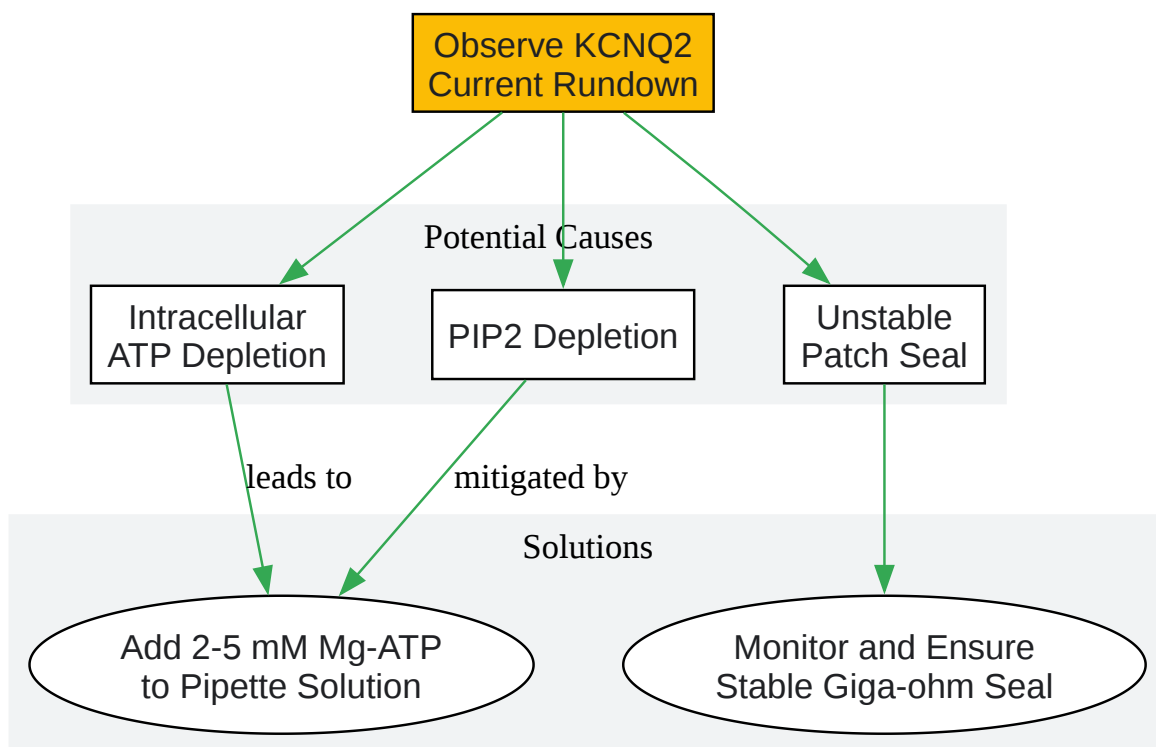 Observe KCNQ2
Current Rundown
Potential Causes
Intracellular
ATP Depletion
PIP2 Depletion
Unstable
Patch Seal
leads to
mitigated by
Solutions
Add 2-5 mM Mg-ATP
to Pipette Solution
Monitor and Ensure
Stable Giga-ohm Seal